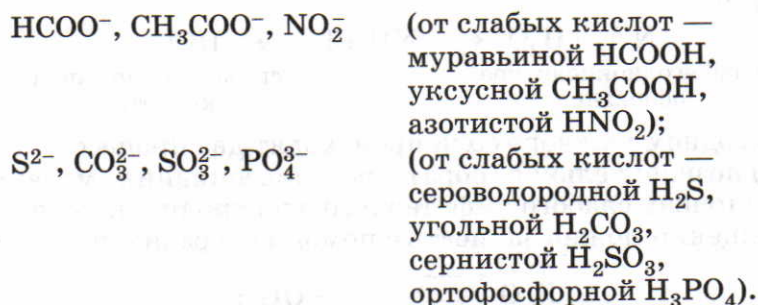 HCOO⁻, CH₃COO⁻, NO₂⁻ (от слабых кислот —
муравьиной HCOOH,
уксусной CH₃COOH,
азотистой HNO₂);
S²⁻, CO₃²⁻, SO₃²⁻, PO₄³⁻ (от слабых кислот —
сероводородной H₂S,
угольной H₂CO₃,
сернистой H₂SO₃,
ортофосфорной H₃PO₄).